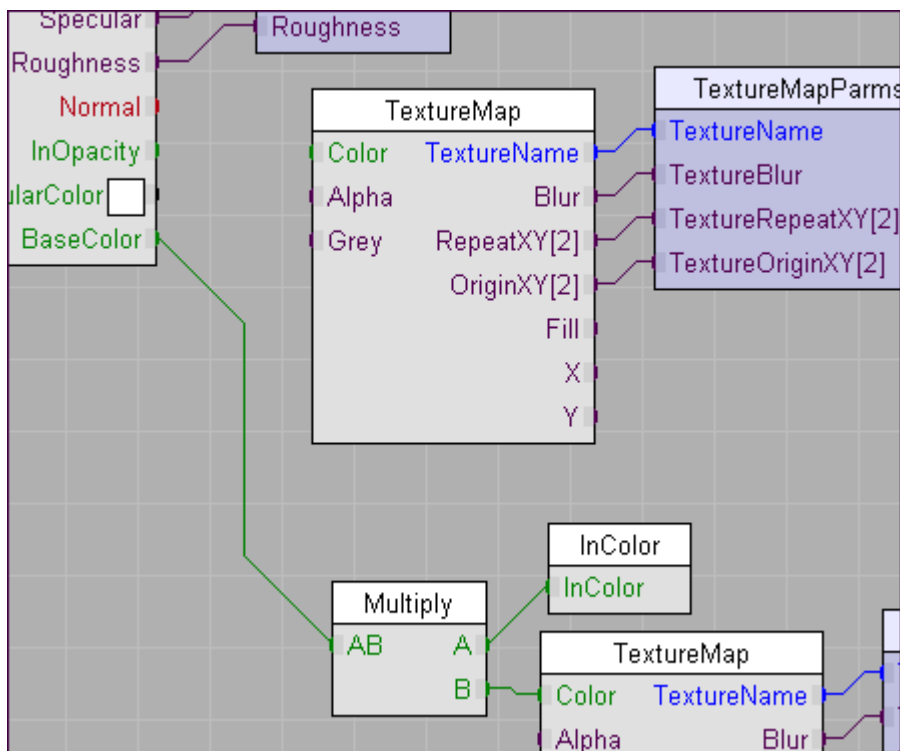 Specular
Roughness
Normal
InOpacity
ularColor
BaseColor
Roughness
TextureMap
Color TextureName
Alpha Blur
Grey RepeatXY[2]
OriginXY[2]
Fill
X
Y
TextureMapParms
TextureName
TextureBlur
TextureRepeatXY[2]
TextureOriginXY[2]
InColor
InColor
Multiply
AB A
B
TextureMap
Color TextureName
Alpha Blur